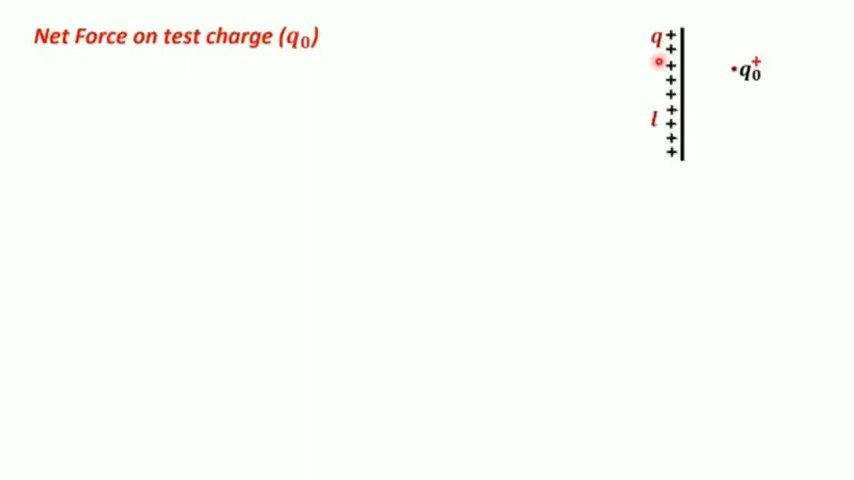 Net Force on test charge (q₀)
q + + + + + + + + +
l
• q₀⁺